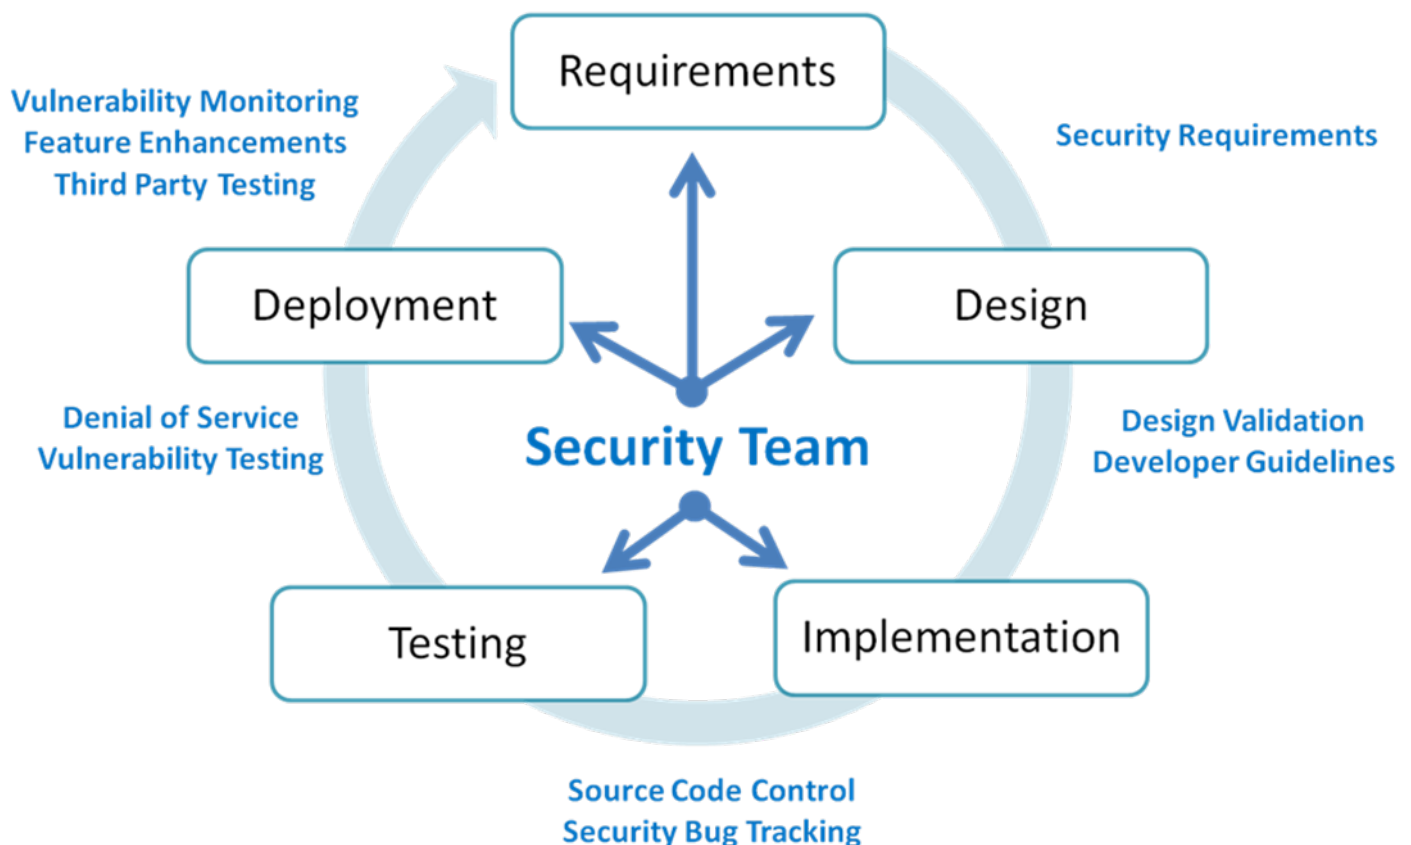 Requirements
Vulnerability Monitoring
Feature Enhancements
Third Party Testing
Security Requirements
Deployment
Design
Denial of Service
Vulnerability Testing
Security Team
Design Validation
Developer Guidelines
Testing
Implementation
Source Code Control
Security Bug Tracking